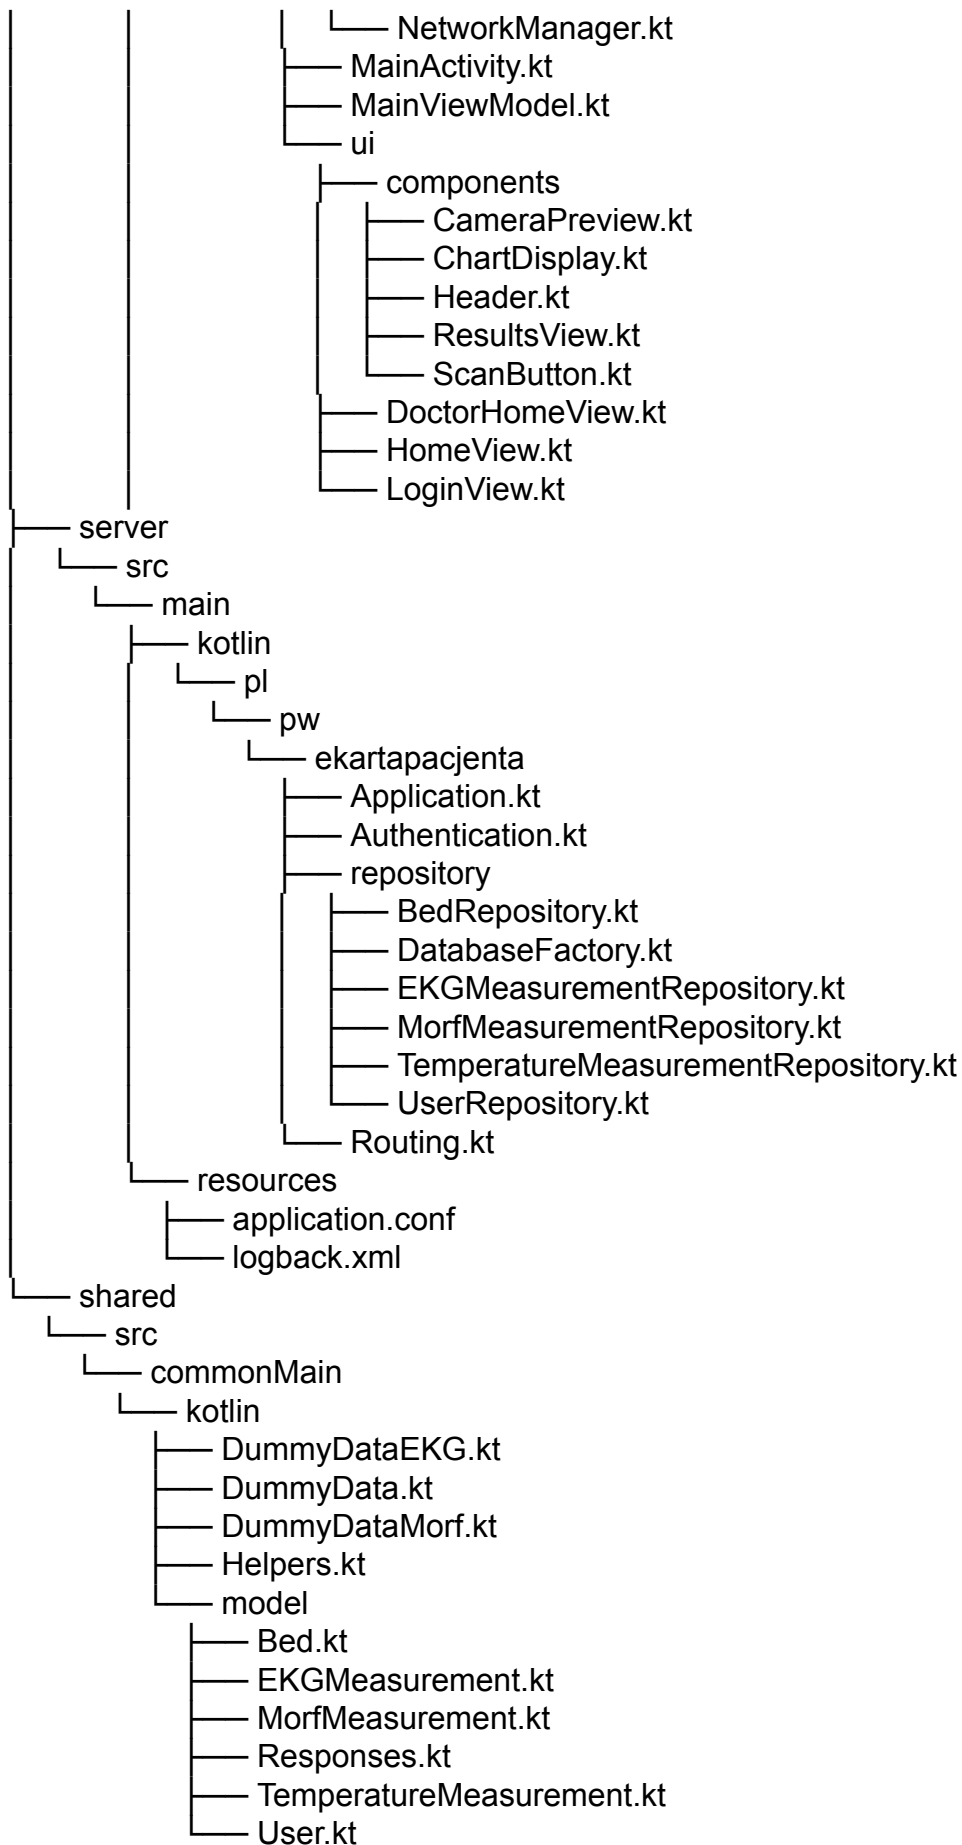 NetworkManager.kt
MainActivity.kt
MainViewModel.kt
ui
components
CameraPreview.kt
ChartDisplay.kt
Header.kt
ResultsView.kt
ScanButton.kt
DoctorHomeView.kt
HomeView.kt
LoginView.kt
server
src
main
kotlin
pl
pw
ekartapacjenta
Application.kt
Authentication.kt
repository
BedRepository.kt
DatabaseFactory.kt
EKGMeasurementRepository.kt
MorfMeasurementRepository.kt
TemperatureMeasurementRepository.kt
UserRepository.kt
Routing.kt
resources
application.conf
logback.xml
shared
src
commonMain
kotlin
DummyDataEKG.kt
DummyData.kt
DummyDataMorf.kt
Helpers.kt
model
Bed.kt
EKGMeasurement.kt
MorfMeasurement.kt
Responses.kt
TemperatureMeasurement.kt
User.kt